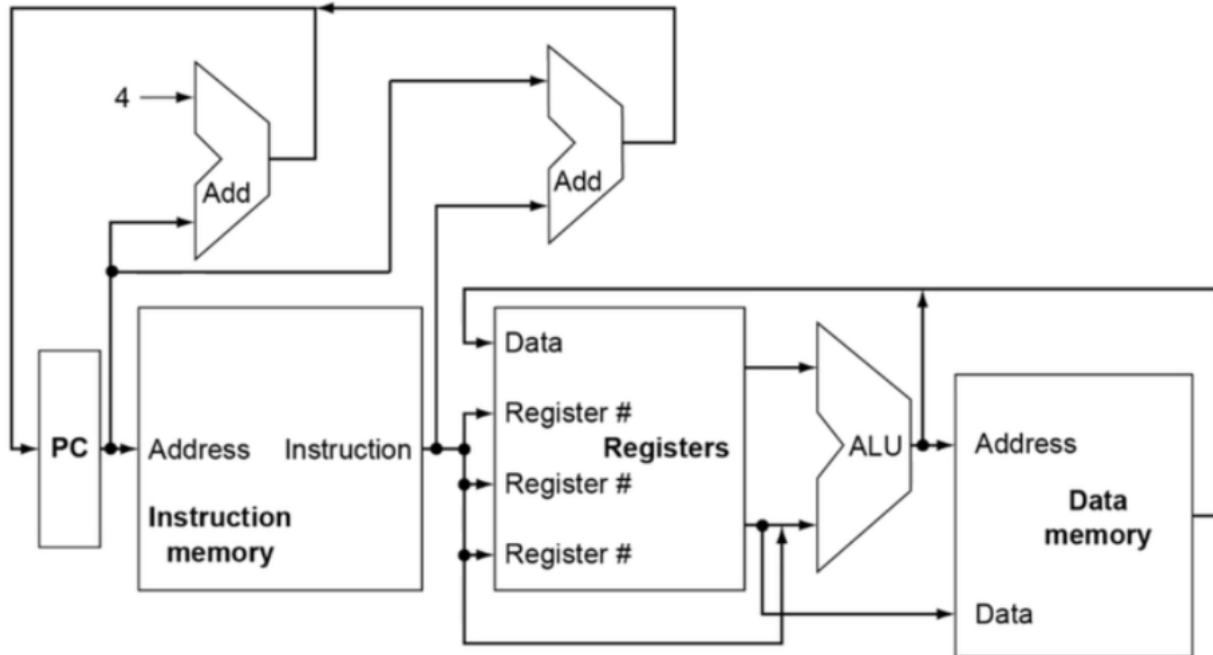 4
Add
Add
Data
Register #
Registers
Register #
Register #
PC
Address
Instruction
Instruction
memory
ALU
Address
Data
memory
Data